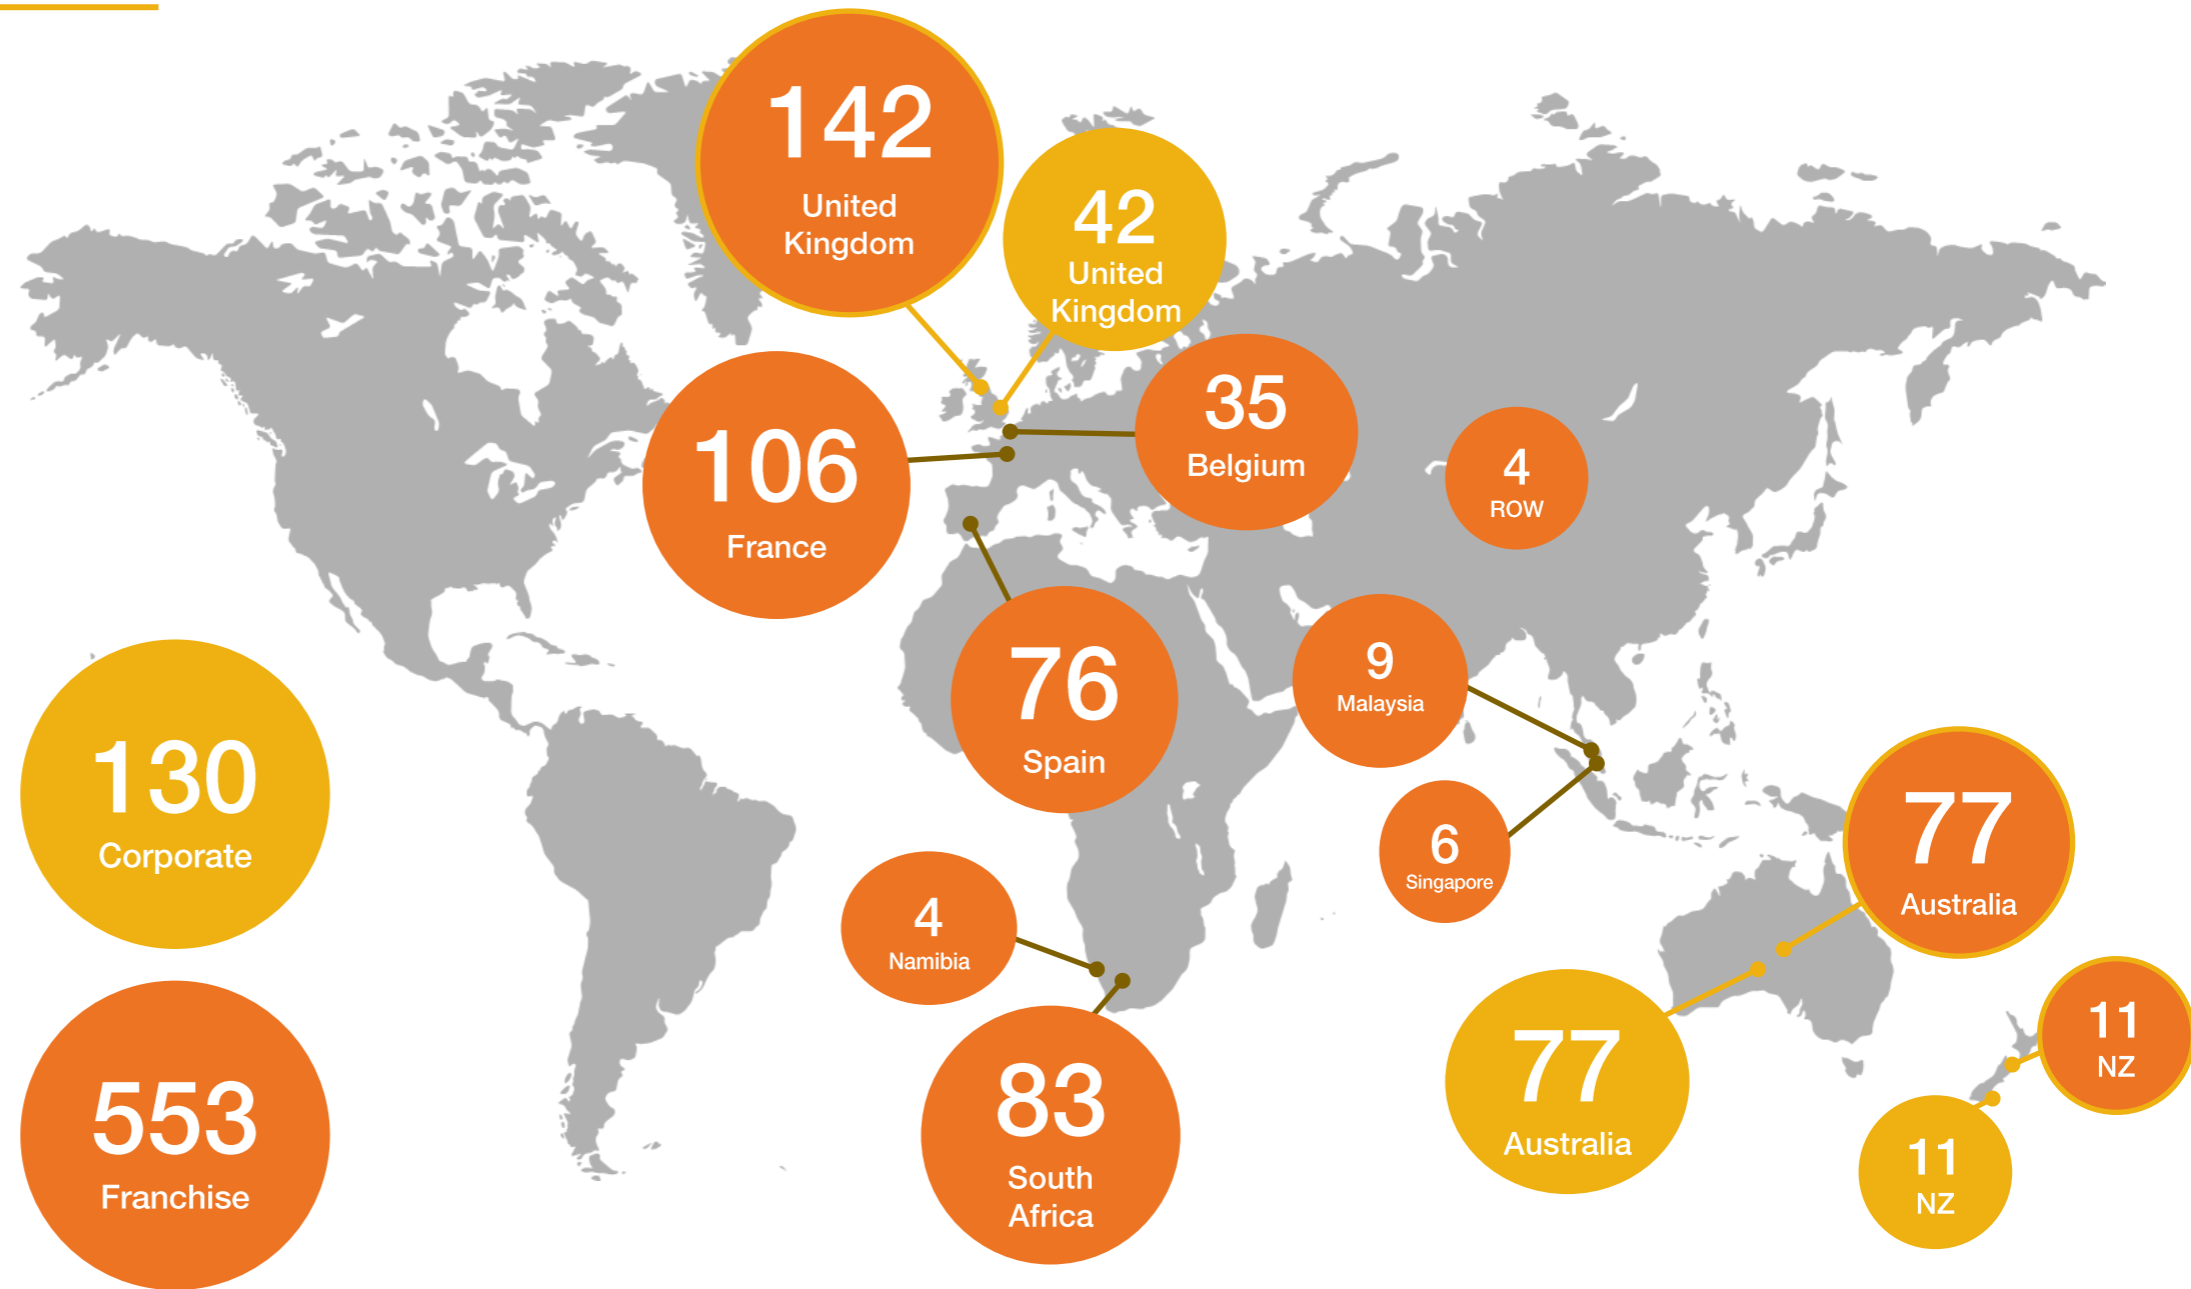 142
United
Kingdom
42
United
Kingdom
106
France
35
Belgium
4
ROW
76
Spain
9
Malaysia
6
Singapore
130
Corporate
553
Franchise
4
Namibia
83
South
Africa
77
Australia
77
Australia
11
NZ
11
NZ